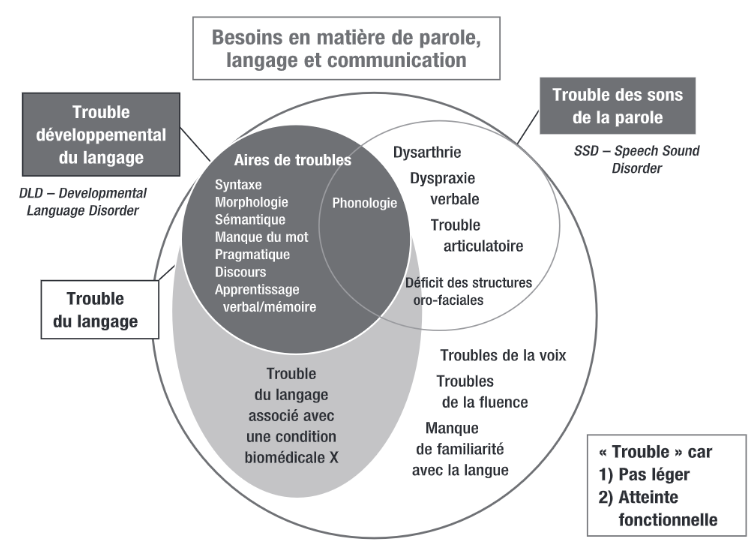 Besoins en matière de parole,
langage et communication
Trouble
développemental
du langage
DLD – Developmental
Language Disorder
Trouble des sons
de la parole
SSD – Speech Sound
Disorder
Aires de troubles
Syntaxe
Morphologie
Sémantique
Manque du mot
Pragmatique
Discours
Apprentissage
verbal/mémoire
Phonologie
Dysarthrie
Dyspraxie
verbale
Trouble
articulatoire
Déficit des structures
oro-faciales
Trouble
du langage
Trouble
du langage
associé avec
une condition
biomédicale X
Troubles de la voix
Troubles
de la fluence
Manque
de familiarité
avec la langue
« Trouble » car
1) Pas léger
2) Atteinte
fonctionnelle